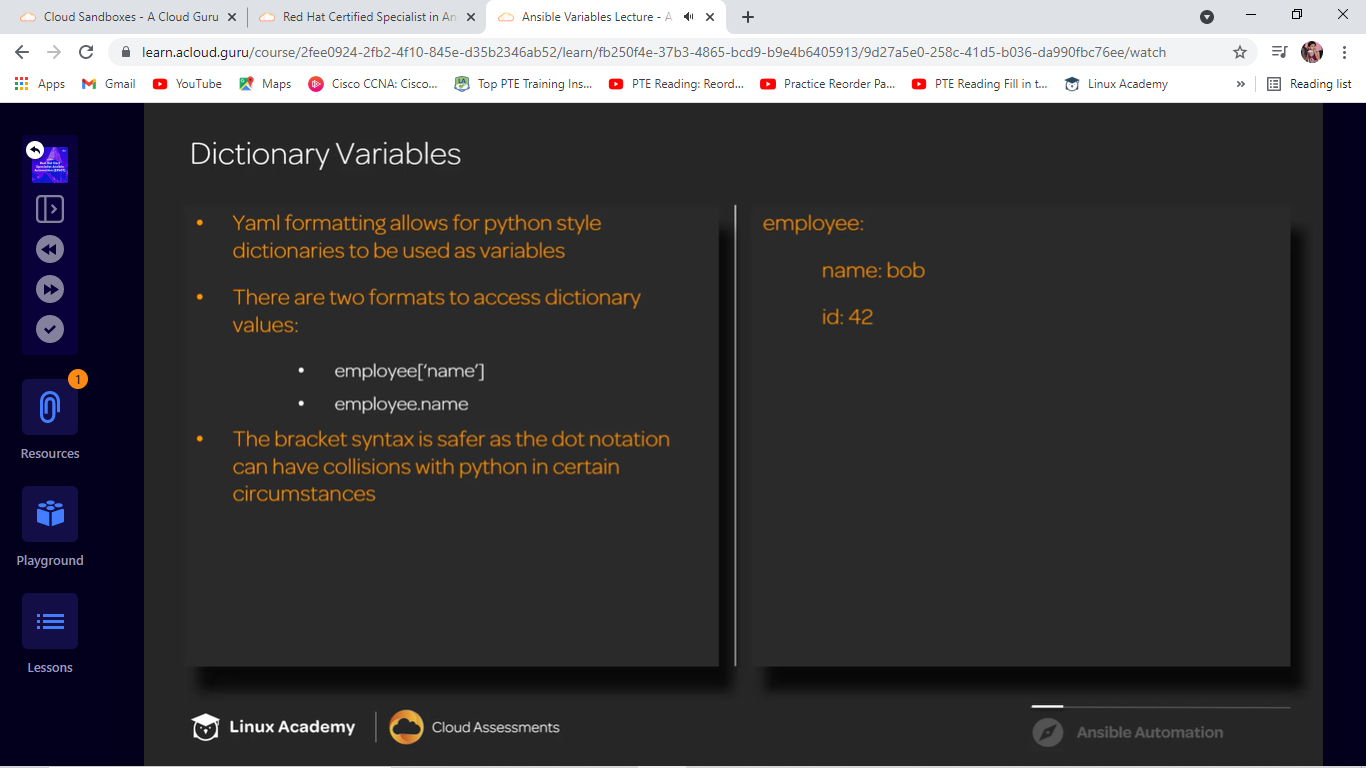 Cloud Sandboxes - A Cloud Guru
Red Hat Certified Specialist in An
Ansible Variables Lecture - A
learn.acloud.guru/course/2fee0924-2fb2-4f10-845e-d35b2346ab52/learn/fb250f4e-37b3-4865-bcd9-b9e4b6405913/9d27a5e0-258c-41d5-b036-da990fbc76ee/watch
Apps Gmail YouTube Maps Cisco CCNA: Cisco... Top PTE Training Ins... PTE Reading: Reord... Practice Reorder Pa... PTE Reading Fill in t... Linux Academy » Reading list
1
Resources
Playground
Lessons
Dictionary Variables
• Yaml formatting allows for python style
dictionaries to be used as variables
• There are two formats to access dictionary
values:
• employee[‘name’]
• employee.name
• The bracket syntax is safer as the dot notation
can have collisions with python in certain
circumstances
employee:
name: bob
id: 42
Linux Academy
Cloud Assessments
Ansible Automation